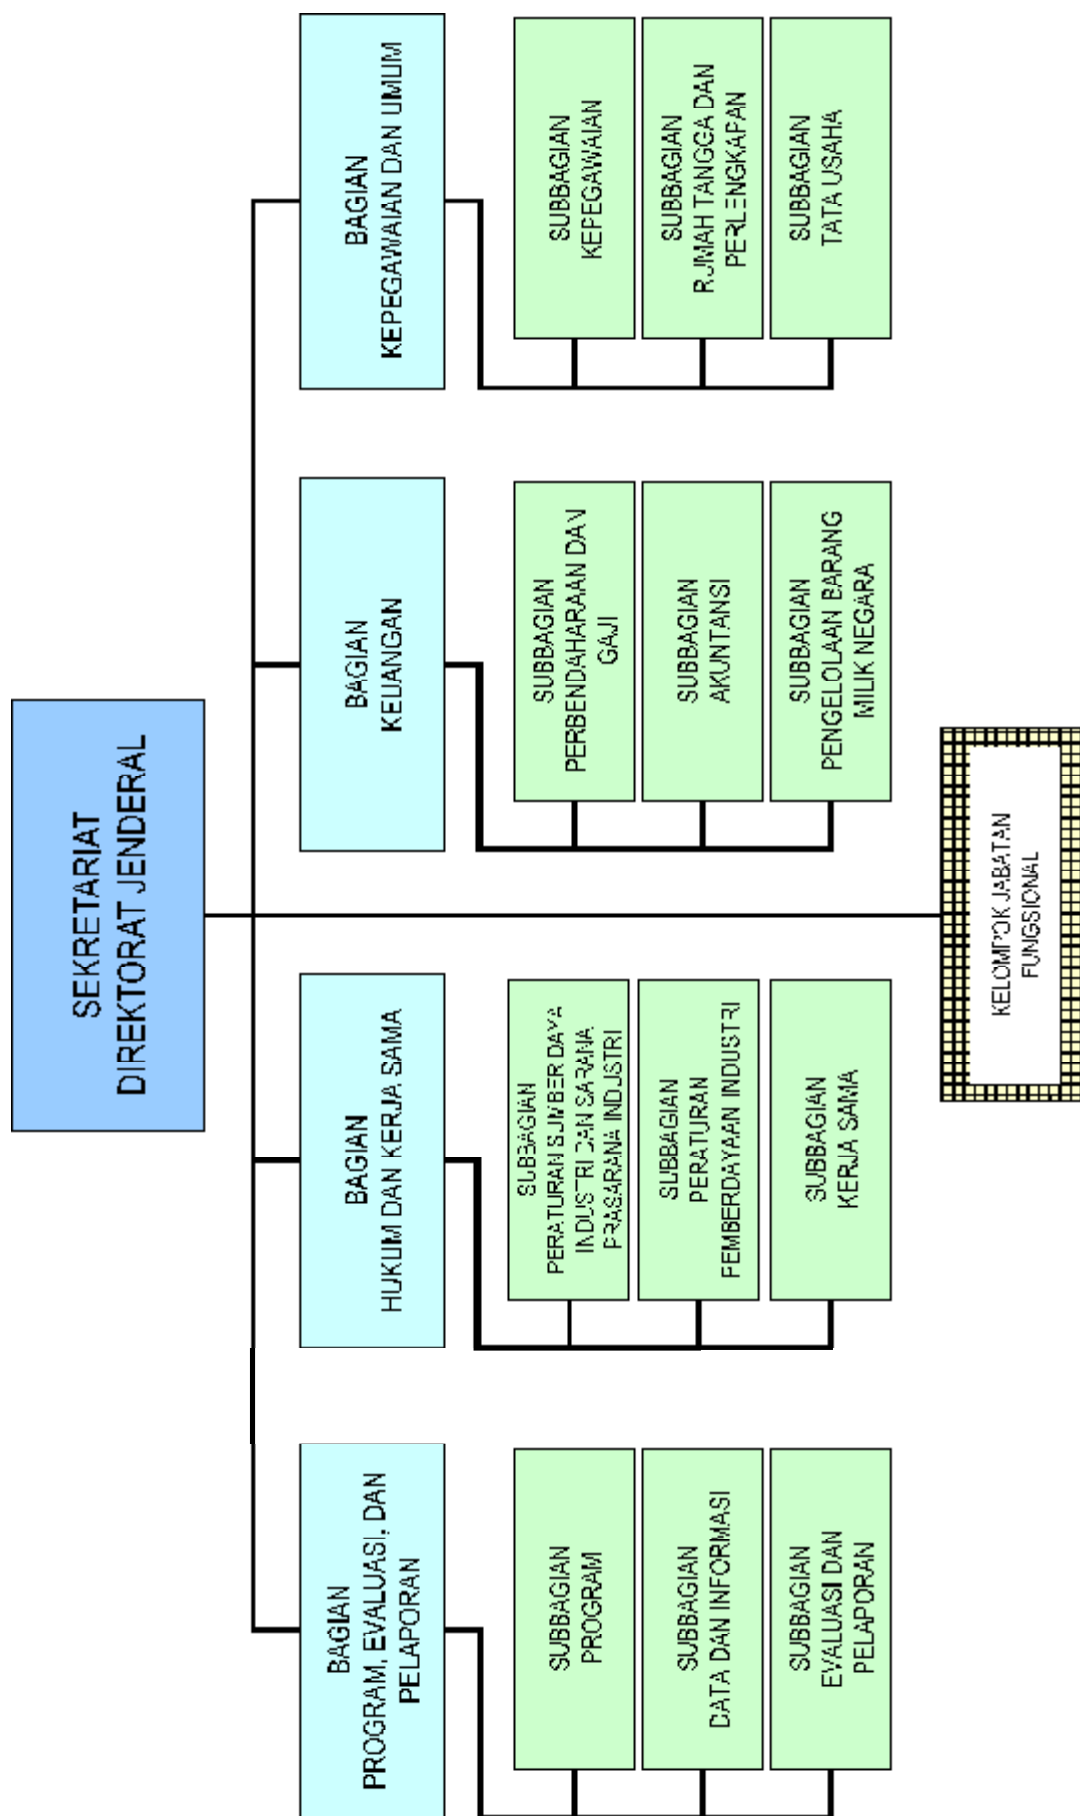 SEKRETARIAT
DIREKTORAT JENDERAL
BAGIAN
PROGRAM, EVALUASI, DAN
PELAPORAN
BAGIAN
HUKUM DAN KERJA SAMA
BAGIAN
KEUANGAN
BAGIAN
KEPEGAWAIAN DAN UMUM
SUBBAGIAN
PROGRAM
SUBBAGIAN
DATA DAN INFORMASI
SUBBAGIAN
EVALUASI DAN
PELAPORAN
SUBBAGIAN
PERATURAN SUMBER DAYA
INDUSTRI DAN SARANA
PRASARANA INDUSTRI
SUBBAGIAN
PERATURAN
PEMBERDAYAAN INDUSTRI
SUBBAGIAN
KERJA SAMA
SUBBAGIAN
PERBENDAHARAAN DAN
GAJI
SUBBAGIAN
AKUNTANSI
SUBBAGIAN
PENGELOLAAN BARANG
MILIK NEGARA
SUBBAGIAN
KEPEGAWAIAN
SUBBAGIAN
RUMAH TANGGA DAN
PERLENGKAPAN
SUBBAGIAN
TATA USAHA
KELOMPOK JABATAN
FUNGSIONAL